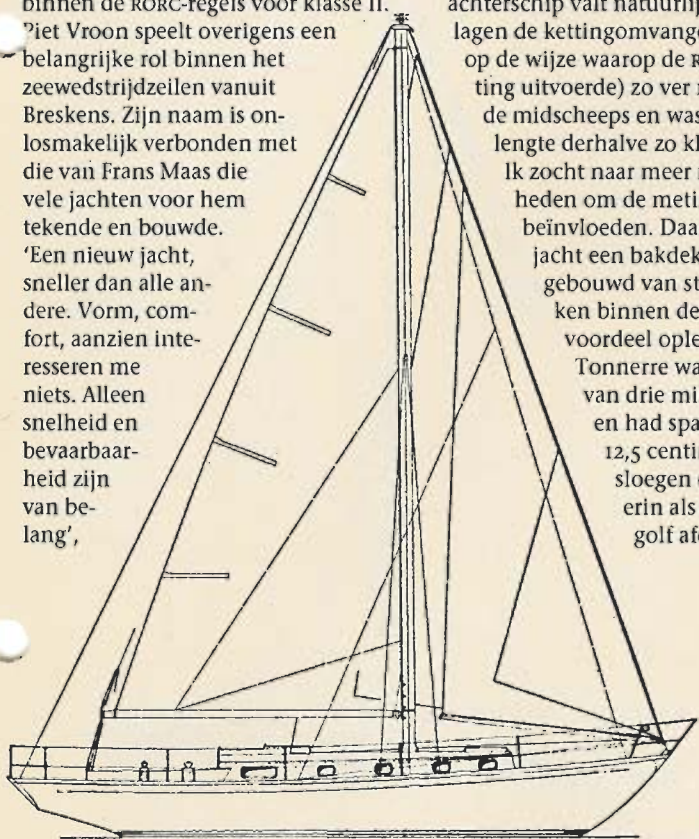 binnen de RORC-regels voor klasse II.
Piet Vroon speelt overigens een
belangrijke rol binnen het
zeewedstrijdzeilen vanuit
Breskens. Zijn naam is on-
losmakelijk verbonden met
die van Frans Maas die
vele jachten voor hem
tekende en bouwde.
'Een nieuw jacht,
sneller dan alle an-
dere. Vorm, com-
fort, aanzien inte-
resseren me
niets. Alleen
snelheid en
bevaarbaar-
heid zijn
van be-
lang',
achterschip valt natuurlij
lagen de kettingomvang
op de wijze waarop de
ting uitvoerde) zo ver
de midscheeps en was
lengte derhalve zo kl
Ik zocht naar meer
heden om de meti
beïnvloeden. Daa
jacht een bakdek
gebouwd van st
ken binnen de
voordeel ople
Tonnerre wa
van drie mi
en had spa
12,5 centi
sloegen
erin als
golf af